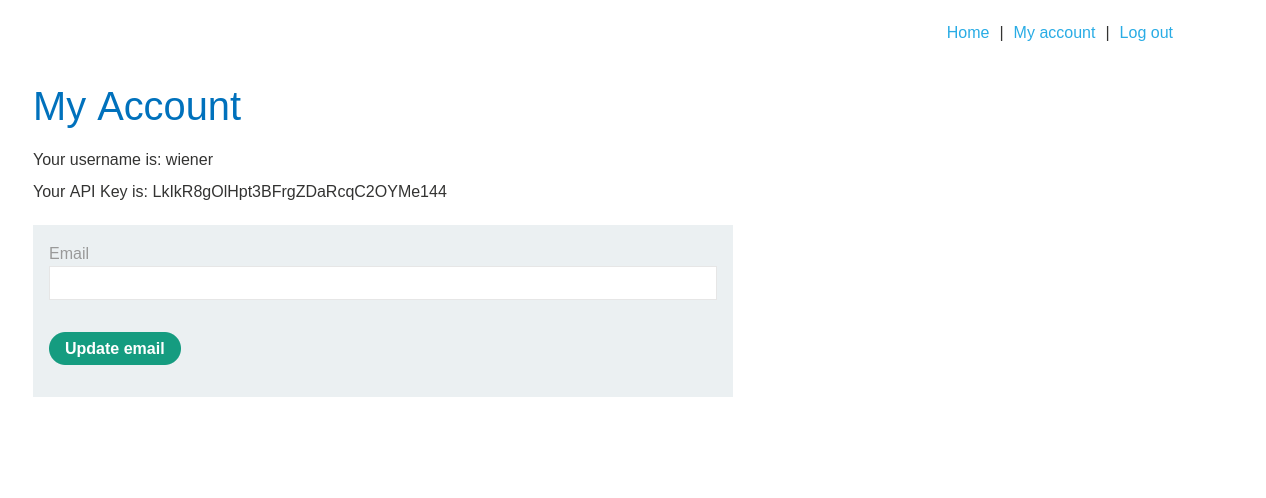 Home | My account | Log out
My Account
Your username is: wiener
Your API Key is: LkIkR8gOlHpt3BFrgZDaRcqC2OYMe144
Email
Update email